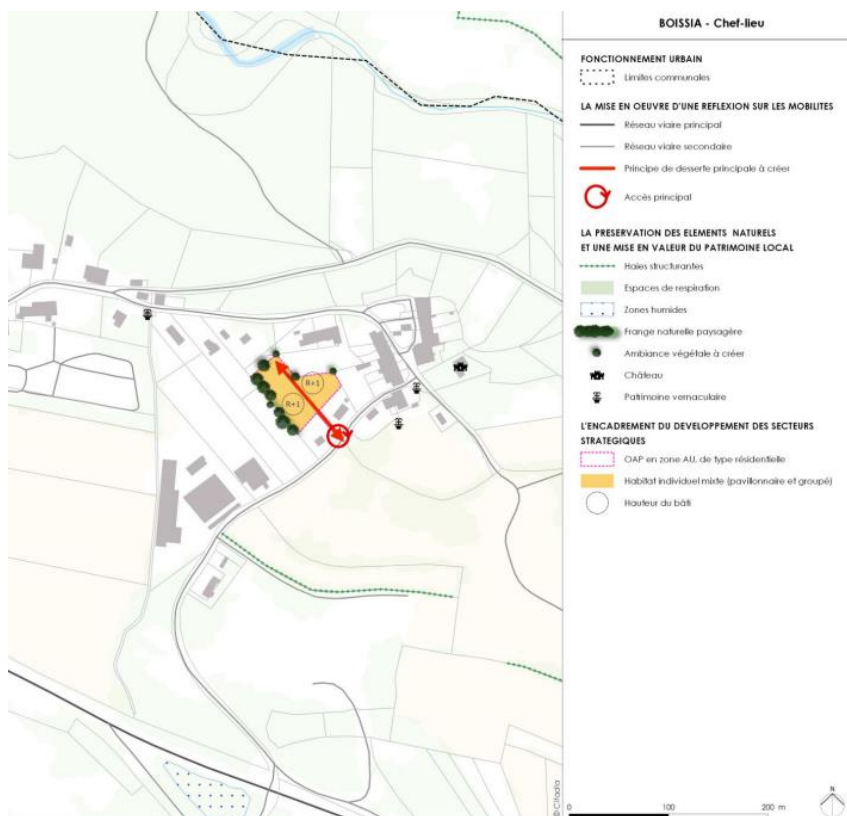 BOISSIA - Chef-lieu
FONCTIONNEMENT URBAIN
Limites communales
LA MISE EN OEUVRE D'UNE REFLEXION SUR LES MOBILITES
Réseau viaire principal
Réseau viaire secondaire
Principe de desserte principale à créer
Accès principal
LA PRESERVATION DES ELEMENTS NATURELS
ET UNE MISE EN VALEUR DU PATRIMOINE LOCAL
Haies structurantes
Espaces de respiration
Zones humides
Frange naturelle paysagère
Ambiance végétale à créer
Château
Patrimoine vernaculaire
L'ENCADREMENT DU DEVELOPPEMENT DES SECTEURS
STRATEGIQUES
OAP en zone AU, de type résidentielle
Habitat individuel mixte (pavillonnaire et groupé)
Hauteur du bâti
R+1
R+1
© Citadia
0 100 200 m
N